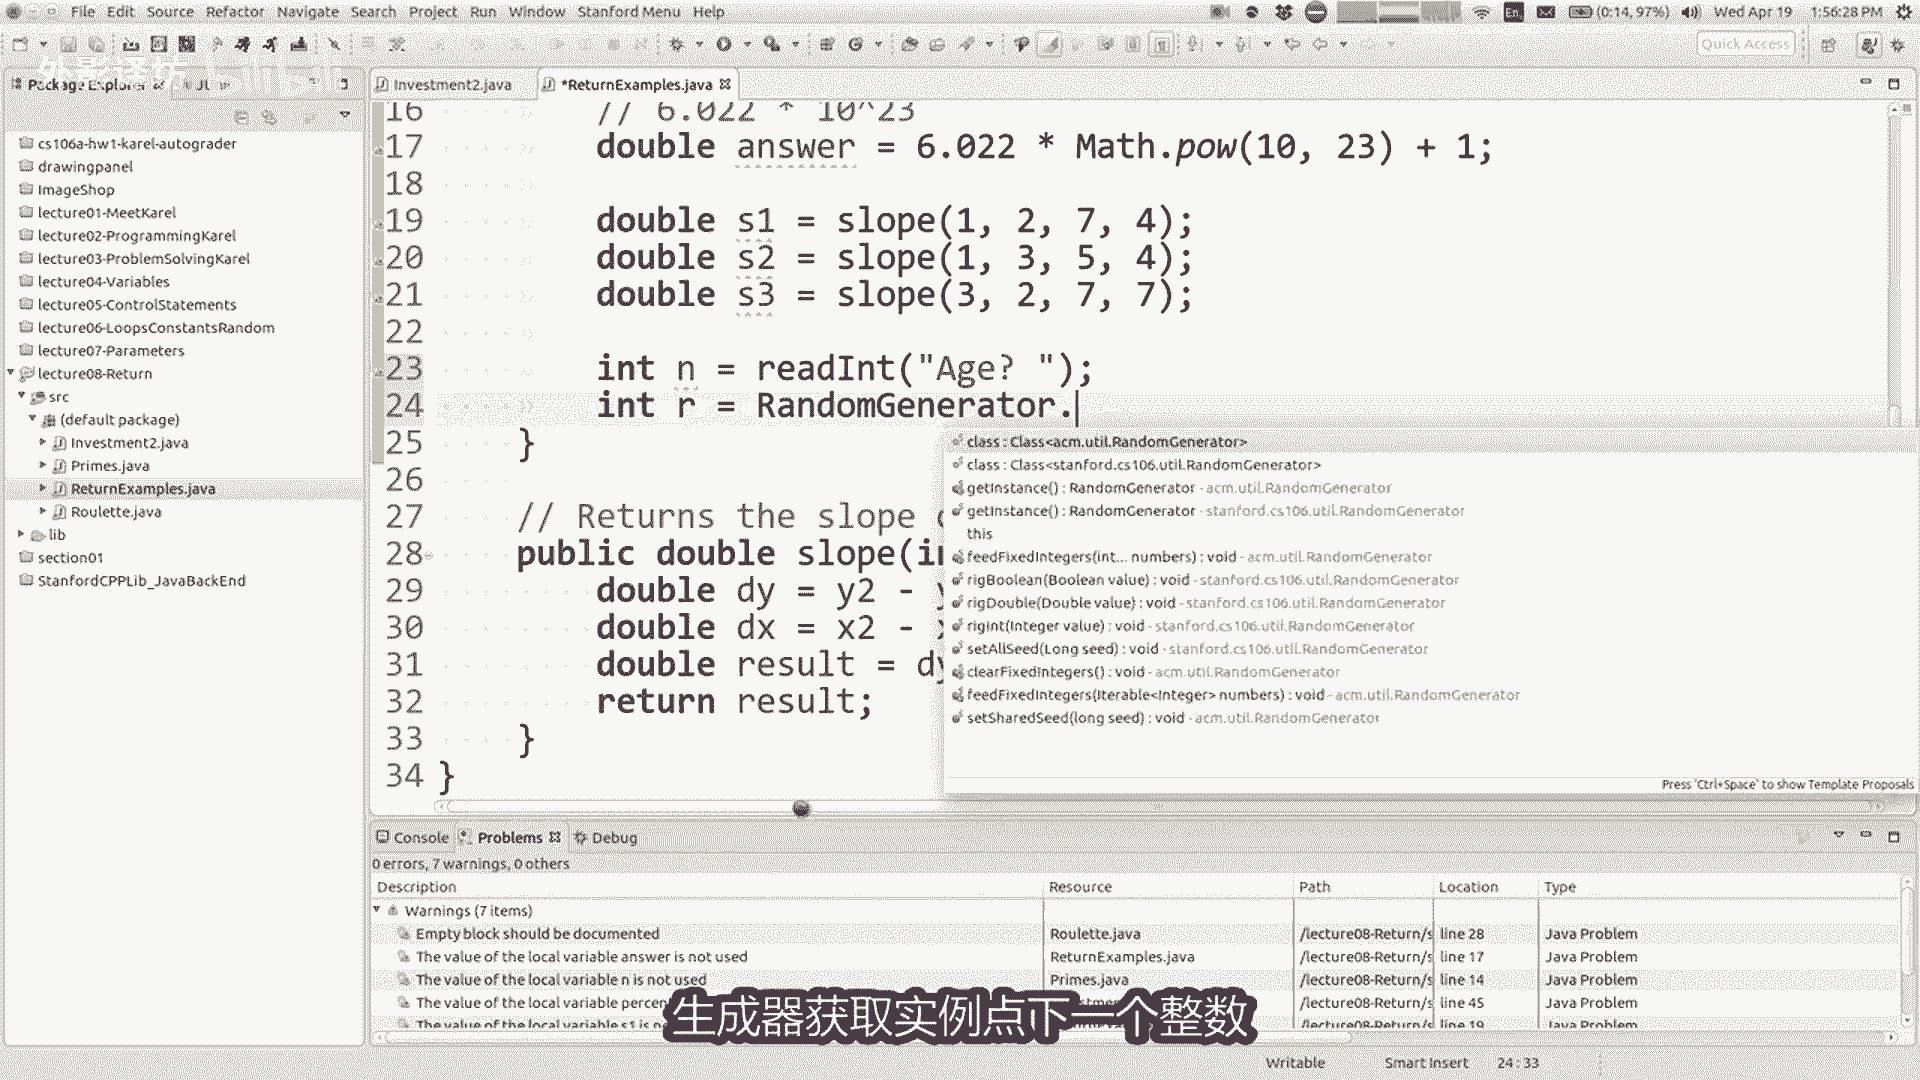 File Edit Source Refactor Navigate Search Project Run Window Stanford Menu Help
En (0:14, 97%) Wed Apr 19 1:56:28 PM
Quick Access
Package Explorer Ju
Investment2.java *ReturnExamples.java
cs106a-hw1-karel-autograder
drawingpanel
ImageShop
lecture01-MeetKarel
lecture02-ProgrammingKarel
lecture03-ProblemSolvingKarel
lecture04-Variables
lecture05-ControlStatements
lecture06-LoopsConstantsRandom
lecture07-Parameters
lecture08-Return
src
(default package)
Investment2.java
Primes.java
ReturnExamples.java
Roulette.java
lib
section01
StanfordCPPLib_JavaBackEnd
16 // 6.022 * 10^23
17 double answer = 6.022 * Math.pow(10, 23) + 1;
18
19 double s1 = slope(1, 2, 7, 4);
20 double s2 = slope(1, 3, 5, 4);
21 double s3 = slope(3, 2, 7, 7);
22
23 int n = readInt("Age? ");
24 int r = RandomGenerator.
25 }
26
27 // Returns the slope
28 public double slope(
29 double dy = y2 -
30 double dx = x2 -
31 double result =
32 return result;
33 }
34 }
class : Class<acm.util.RandomGenerator>
class : Class<stanford.cs106.util.RandomGenerator>
getInstance() : RandomGenerator - acm.util.RandomGenerator
getInstance() : RandomGenerator - stanford.cs106.util.RandomGenerator
this
feedFixedIntegers(int... numbers) : void - acm.util.RandomGenerator
rigBoolean(Boolean value) : void - stanford.cs106.util.RandomGenerator
rigDouble(Double value) : void - stanford.cs106.util.RandomGenerator
rigInt(Integer value) : void - stanford.cs106.util.RandomGenerator
setAllSeed(Long seed) : void - stanford.cs106.util.RandomGenerator
clearFixedIntegers() : void - acm.util.RandomGenerator
feedFixedIntegers(Iterable<Integer> numbers) : void - acm.util.RandomGenerator
setSharedSeed(long seed) : void - acm.util.RandomGenerator
Press 'Ctrl+Space' to show Template Proposals
Console Problems Debug
0 errors, 7 warnings, 0 others
Description Resource Path Location Type
Warnings (7 items)
Empty block should be documented Roulette.java /lecture08-Return/s line 28 Java Problem
The value of the local variable answer is not used ReturnExamples.java /lecture08-Return/s line 17 Java Problem
The value of the local variable n is not used Primes.java /lecture08-Return/s line 14 Java Problem
The value of the local variable /lecture08-Return/s line 45 Java Problem
The value of the local variable s1 is /lecture08-Return/s line 19 Java Problem
生成器获取实例点下一个整数
Writable Smart Insert 24 : 33